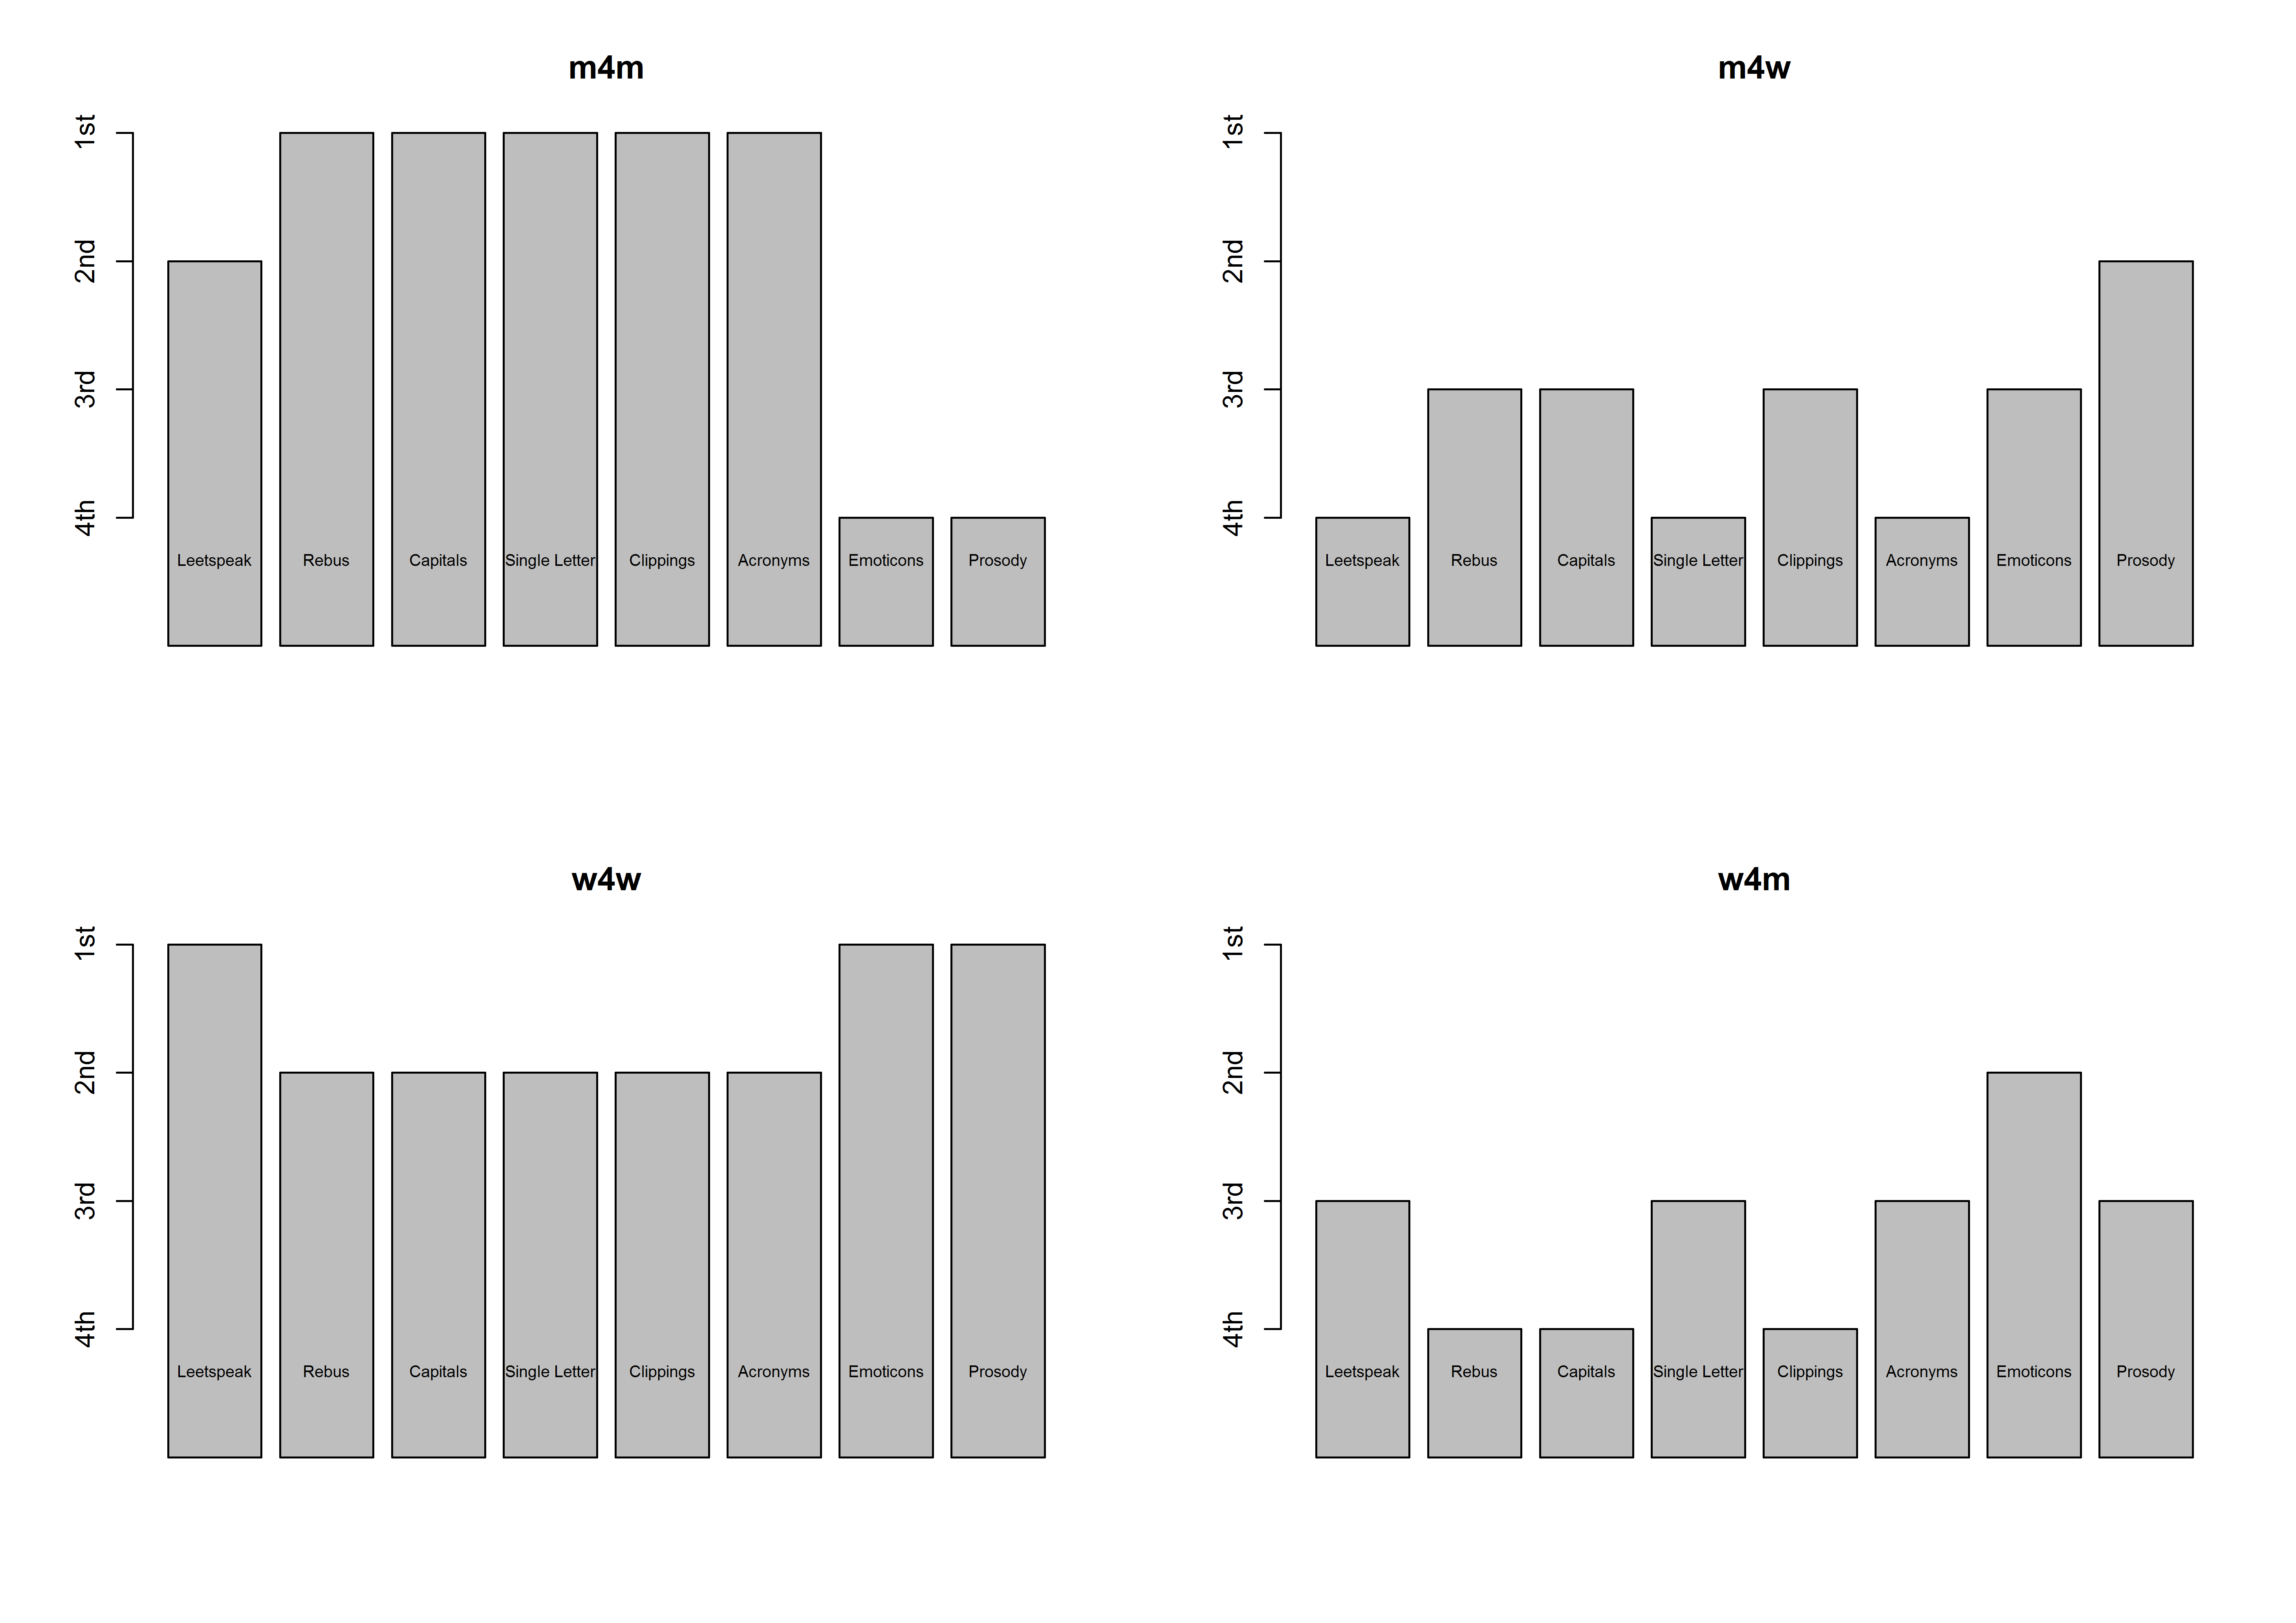 m4m
1st
2nd
3rd
4th
Leetspeak Rebus Capitals Single Letter Clippings Acronyms Emoticons Prosody
m4w
1st
2nd
3rd
4th
Leetspeak Rebus Capitals Single Letter Clippings Acronyms Emoticons Prosody
w4w
1st
2nd
3rd
4th
Leetspeak Rebus Capitals Single Letter Clippings Acronyms Emoticons Prosody
w4m
1st
2nd
3rd
4th
Leetspeak Rebus Capitals Single Letter Clippings Acronyms Emoticons Prosody